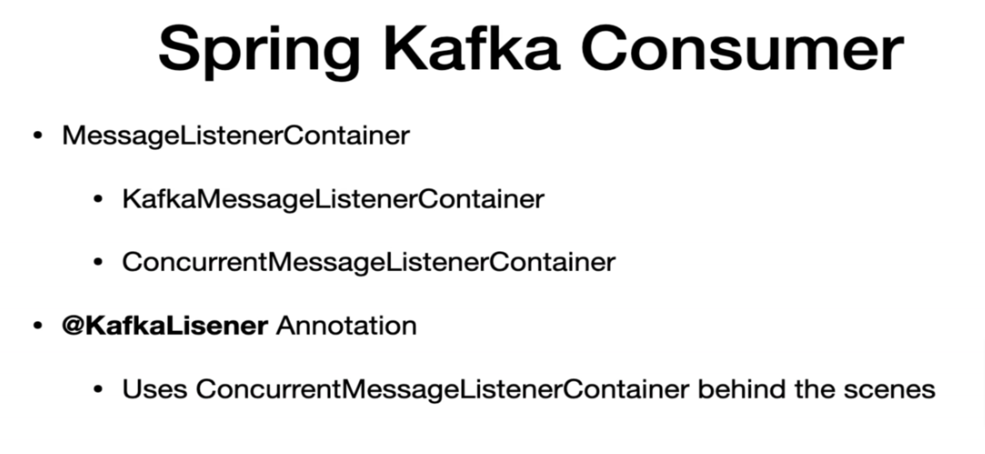 Spring Kafka Consumer
• MessageListenerContainer
• KafkaMessageListenerContainer
• ConcurrentMessageListenerContainer
• @KafkaLisener Annotation
• Uses ConcurrentMessageListenerContainer behind the scenes